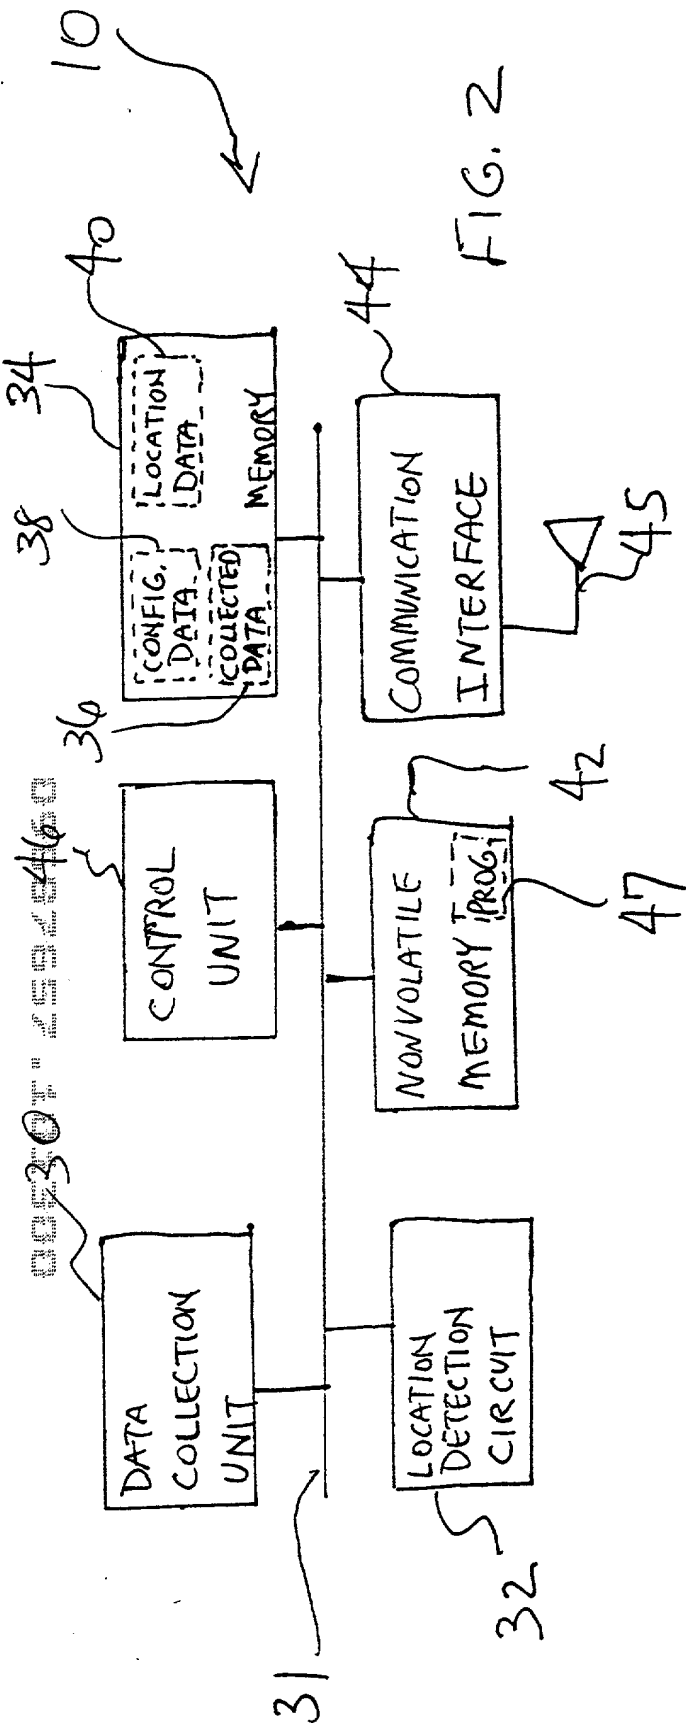 10
34
40
38
LOCATION
DATA
CONFIG.
DATA
COLLECTED
DATA
MEMORY
36
46
CONTROL
UNIT
30
DATA
COLLECTION
UNIT
31
LOCATION
DETECTION
CIRCUIT
32
NONVOLATILE
MEMORY
PROG
42
47
COMMUNICATION
INTERFACE
44
45
FIG. 2